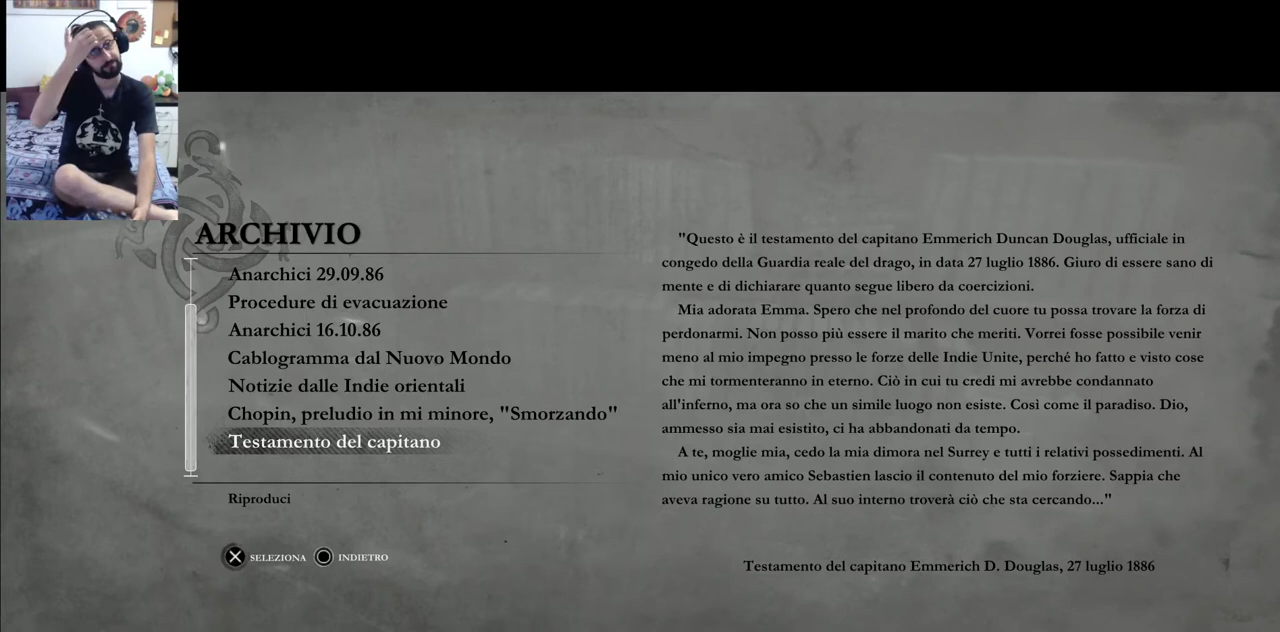 ARCHIVIO
Anarchici 29.09.86
Procedure di evacuazione
Anarchici 16.10.86
Cablogramma dal Nuovo Mondo
Notizie dalle Indie orientali
Chopin, preludio in mi minore, "Smorzando"
Testamento del capitano
Riproduci
SELEZIONA INDIETRO
"Questo è il testamento del capitano Emmerich Duncan Douglas, ufficiale in
congedo della Guardia reale del drago, in data 27 luglio 1886. Giuro di essere sano di
mente e di dichiarare quanto segue libero da coercizioni.
Mia adorata Emma. Spero che nel profondo del cuore tu possa trovare la forza di
perdonarmi. Non posso più essere il marito che meriti. Vorrei fosse possibile venir
meno al mio impegno presso le forze delle Indie Unite, perché ho fatto e visto cose
che mi tormenteranno in eterno. Ciò in cui tu credi mi avrebbe condannato
all'inferno, ma ora so che un simile luogo non esiste. Così come il paradiso. Dio,
ammesso sia mai esistito, ci ha abbandonati da tempo.
A te, moglie mia, cedo la mia dimora nel Surrey e tutti i relativi possedimenti. Al
mio unico vero amico Sebastien lascio il contenuto del mio forziere. Sappia che
aveva ragione su tutto. Al suo interno troverà ciò che sta cercando..."
Testamento del capitano Emmerich D. Douglas, 27 luglio 1886